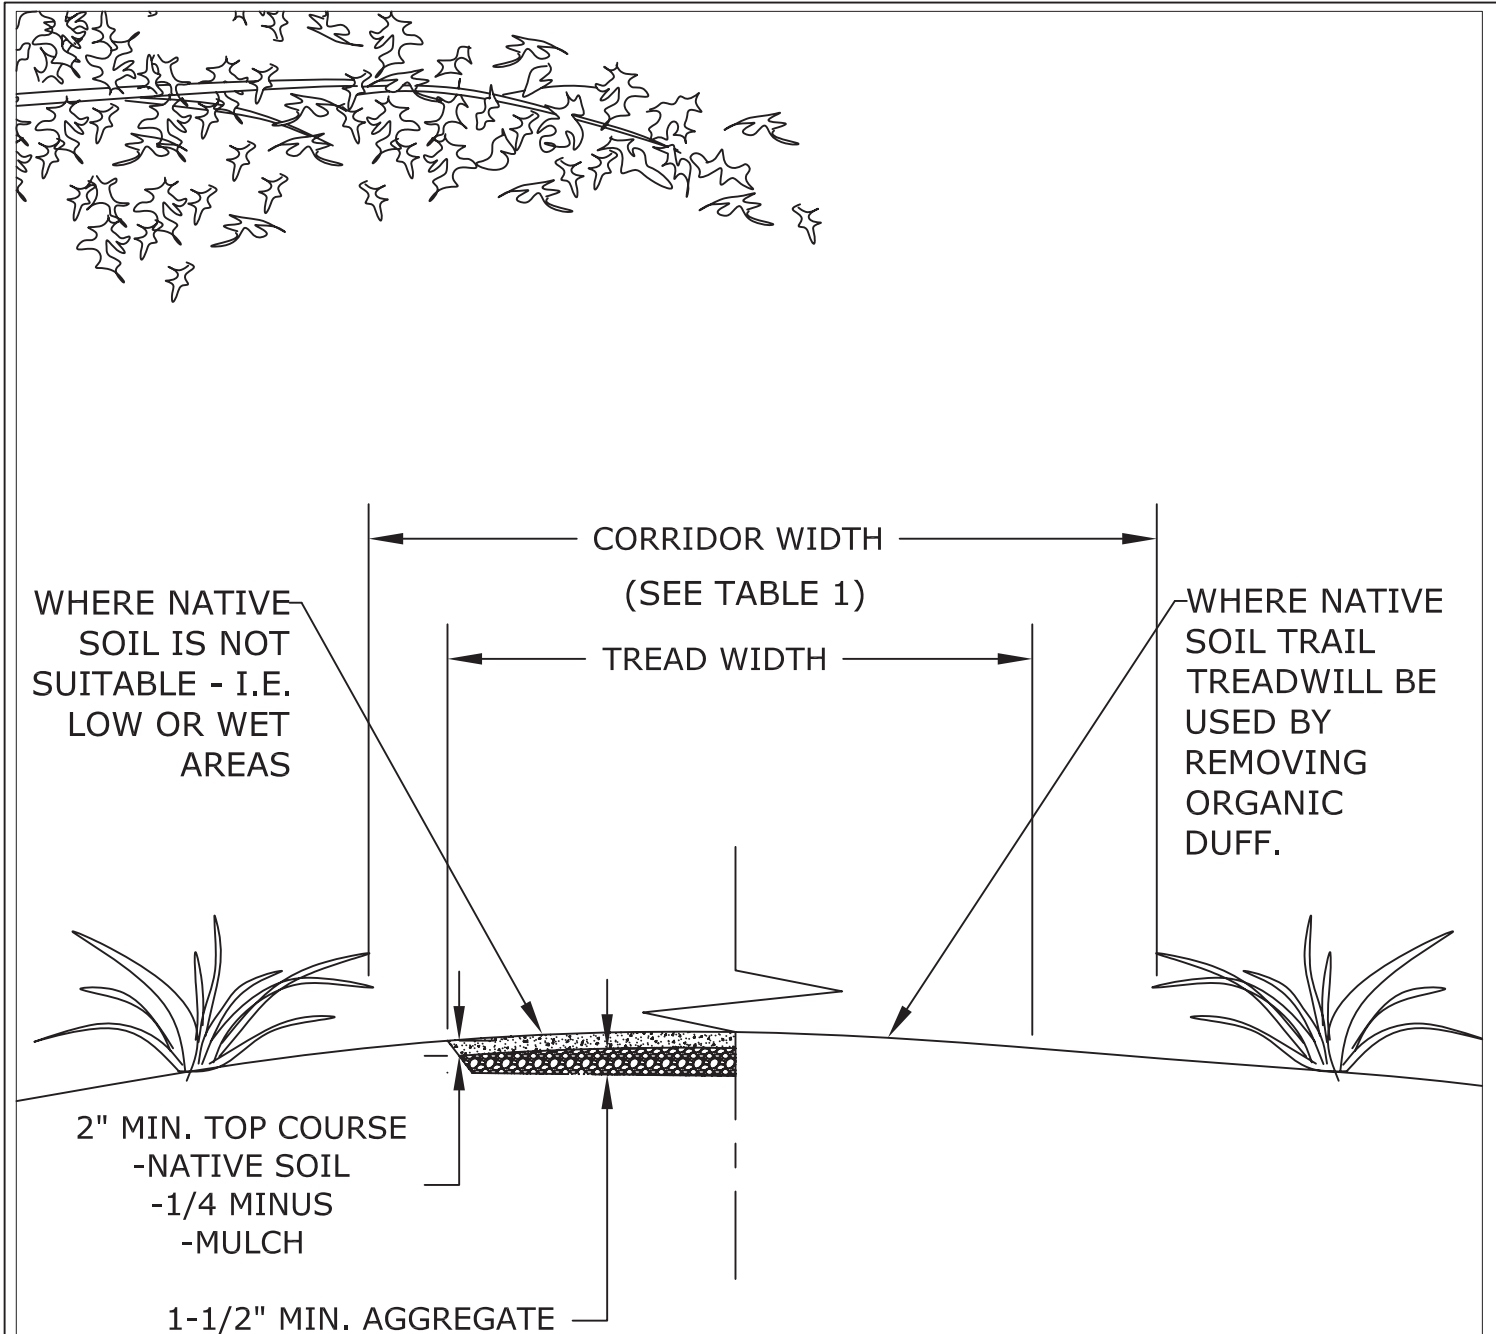 CORRIDOR WIDTH
(SEE TABLE 1)
TREAD WIDTH
WHERE NATIVE
SOIL IS NOT
SUITABLE - I.E.
LOW OR WET
AREAS
WHERE NATIVE
SOIL TRAIL
TREADWILL BE
USED BY
REMOVING
ORGANIC
DUFF.
2" MIN. TOP COURSE
-NATIVE SOIL
-1/4 MINUS
-MULCH
1-1/2" MIN. AGGREGATE